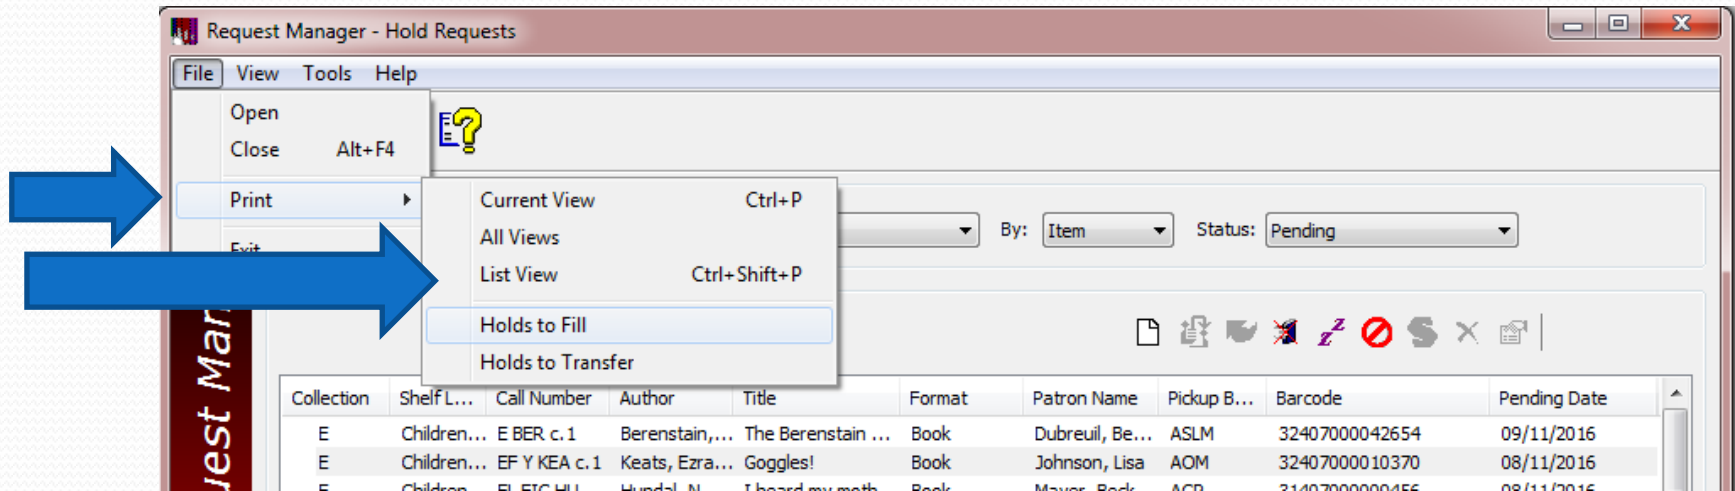 Request Manager - Hold Requests
File View Tools Help
Open
Close Alt+F4
Print
Current View Ctrl+P
All Views
List View Ctrl+Shift+P
Holds to Fill
Holds to Transfer
Exit
By: Item Status: Pending
Collection Shelf L... Call Number Author Title Format Patron Name Pickup B... Barcode Pending Date
E Children... E BER c.1 Berenstain,... The Berenstain ... Book Dubreuil, Be... ASLM 32407000042654 09/11/2016
E Children... EF Y KEA c.1 Keats, Ezra... Goggles! Book Johnson, Lisa AOM 32407000010370 08/11/2016